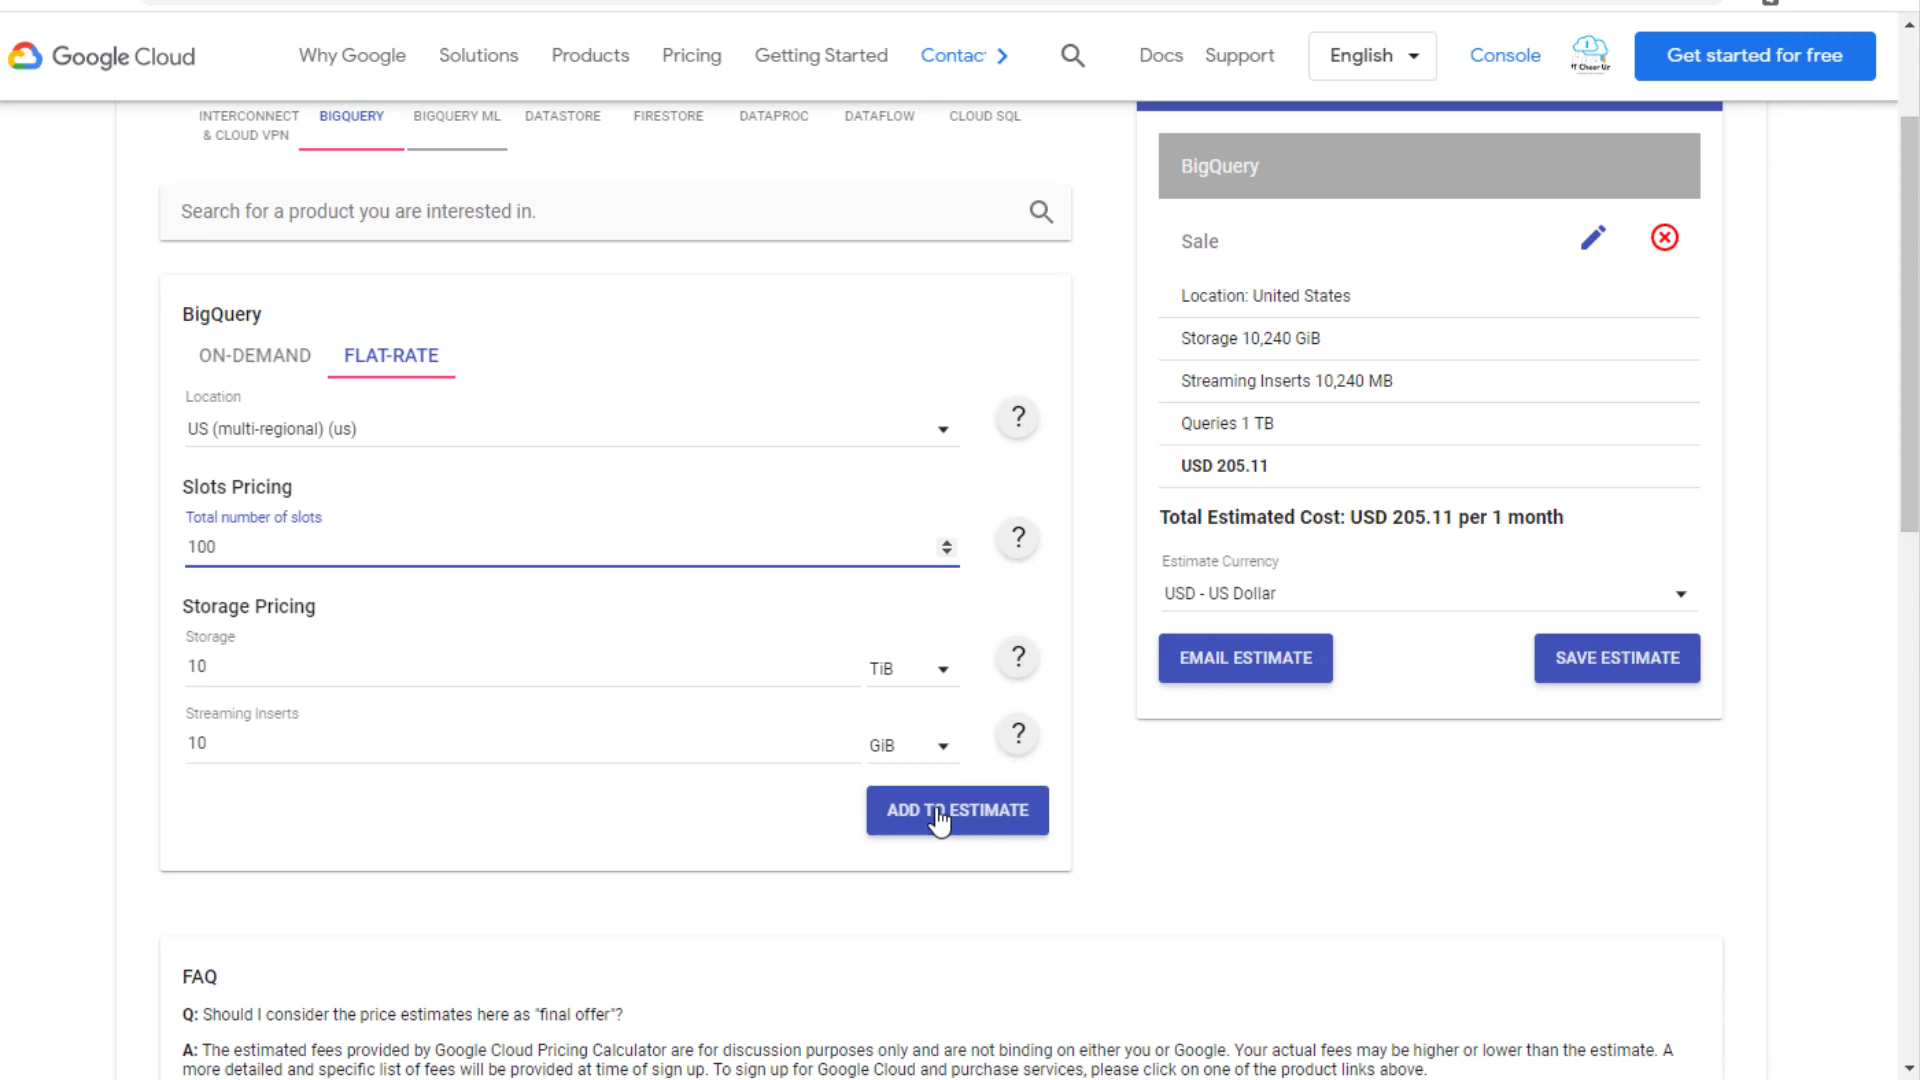 Google Cloud
Why Google
Solutions
Products
Pricing
Getting Started
Contac
Docs
Support
English
Console
IT Cheer Up
Get started for free
INTERCONNECT
& CLOUD VPN
BIGQUERY
BIGQUERY ML
DATASTORE
FIRESTORE
DATAPROC
DATAFLOW
CLOUD SQL
Search for a product you are interested in.
BigQuery
ON-DEMAND
FLAT-RATE
Location
US (multi-regional) (us)
?
Slots Pricing
Total number of slots
100
?
Storage Pricing
Storage
10
TiB
?
Streaming Inserts
10
GiB
?
ADD TO ESTIMATE
BigQuery
Sale
Location: United States
Storage 10,240 GiB
Streaming Inserts 10,240 MB
Queries 1 TB
USD 205.11
Total Estimated Cost: USD 205.11 per 1 month
Estimate Currency
USD - US Dollar
EMAIL ESTIMATE
SAVE ESTIMATE
FAQ
Q: Should I consider the price estimates here as "final offer"?
A: The estimated fees provided by Google Cloud Pricing Calculator are for discussion purposes only and are not binding on either you or Google. Your actual fees may be higher or lower than the estimate. A
more detailed and specific list of fees will be provided at time of sign up. To sign up for Google Cloud and purchase services, please click on one of the product links above.